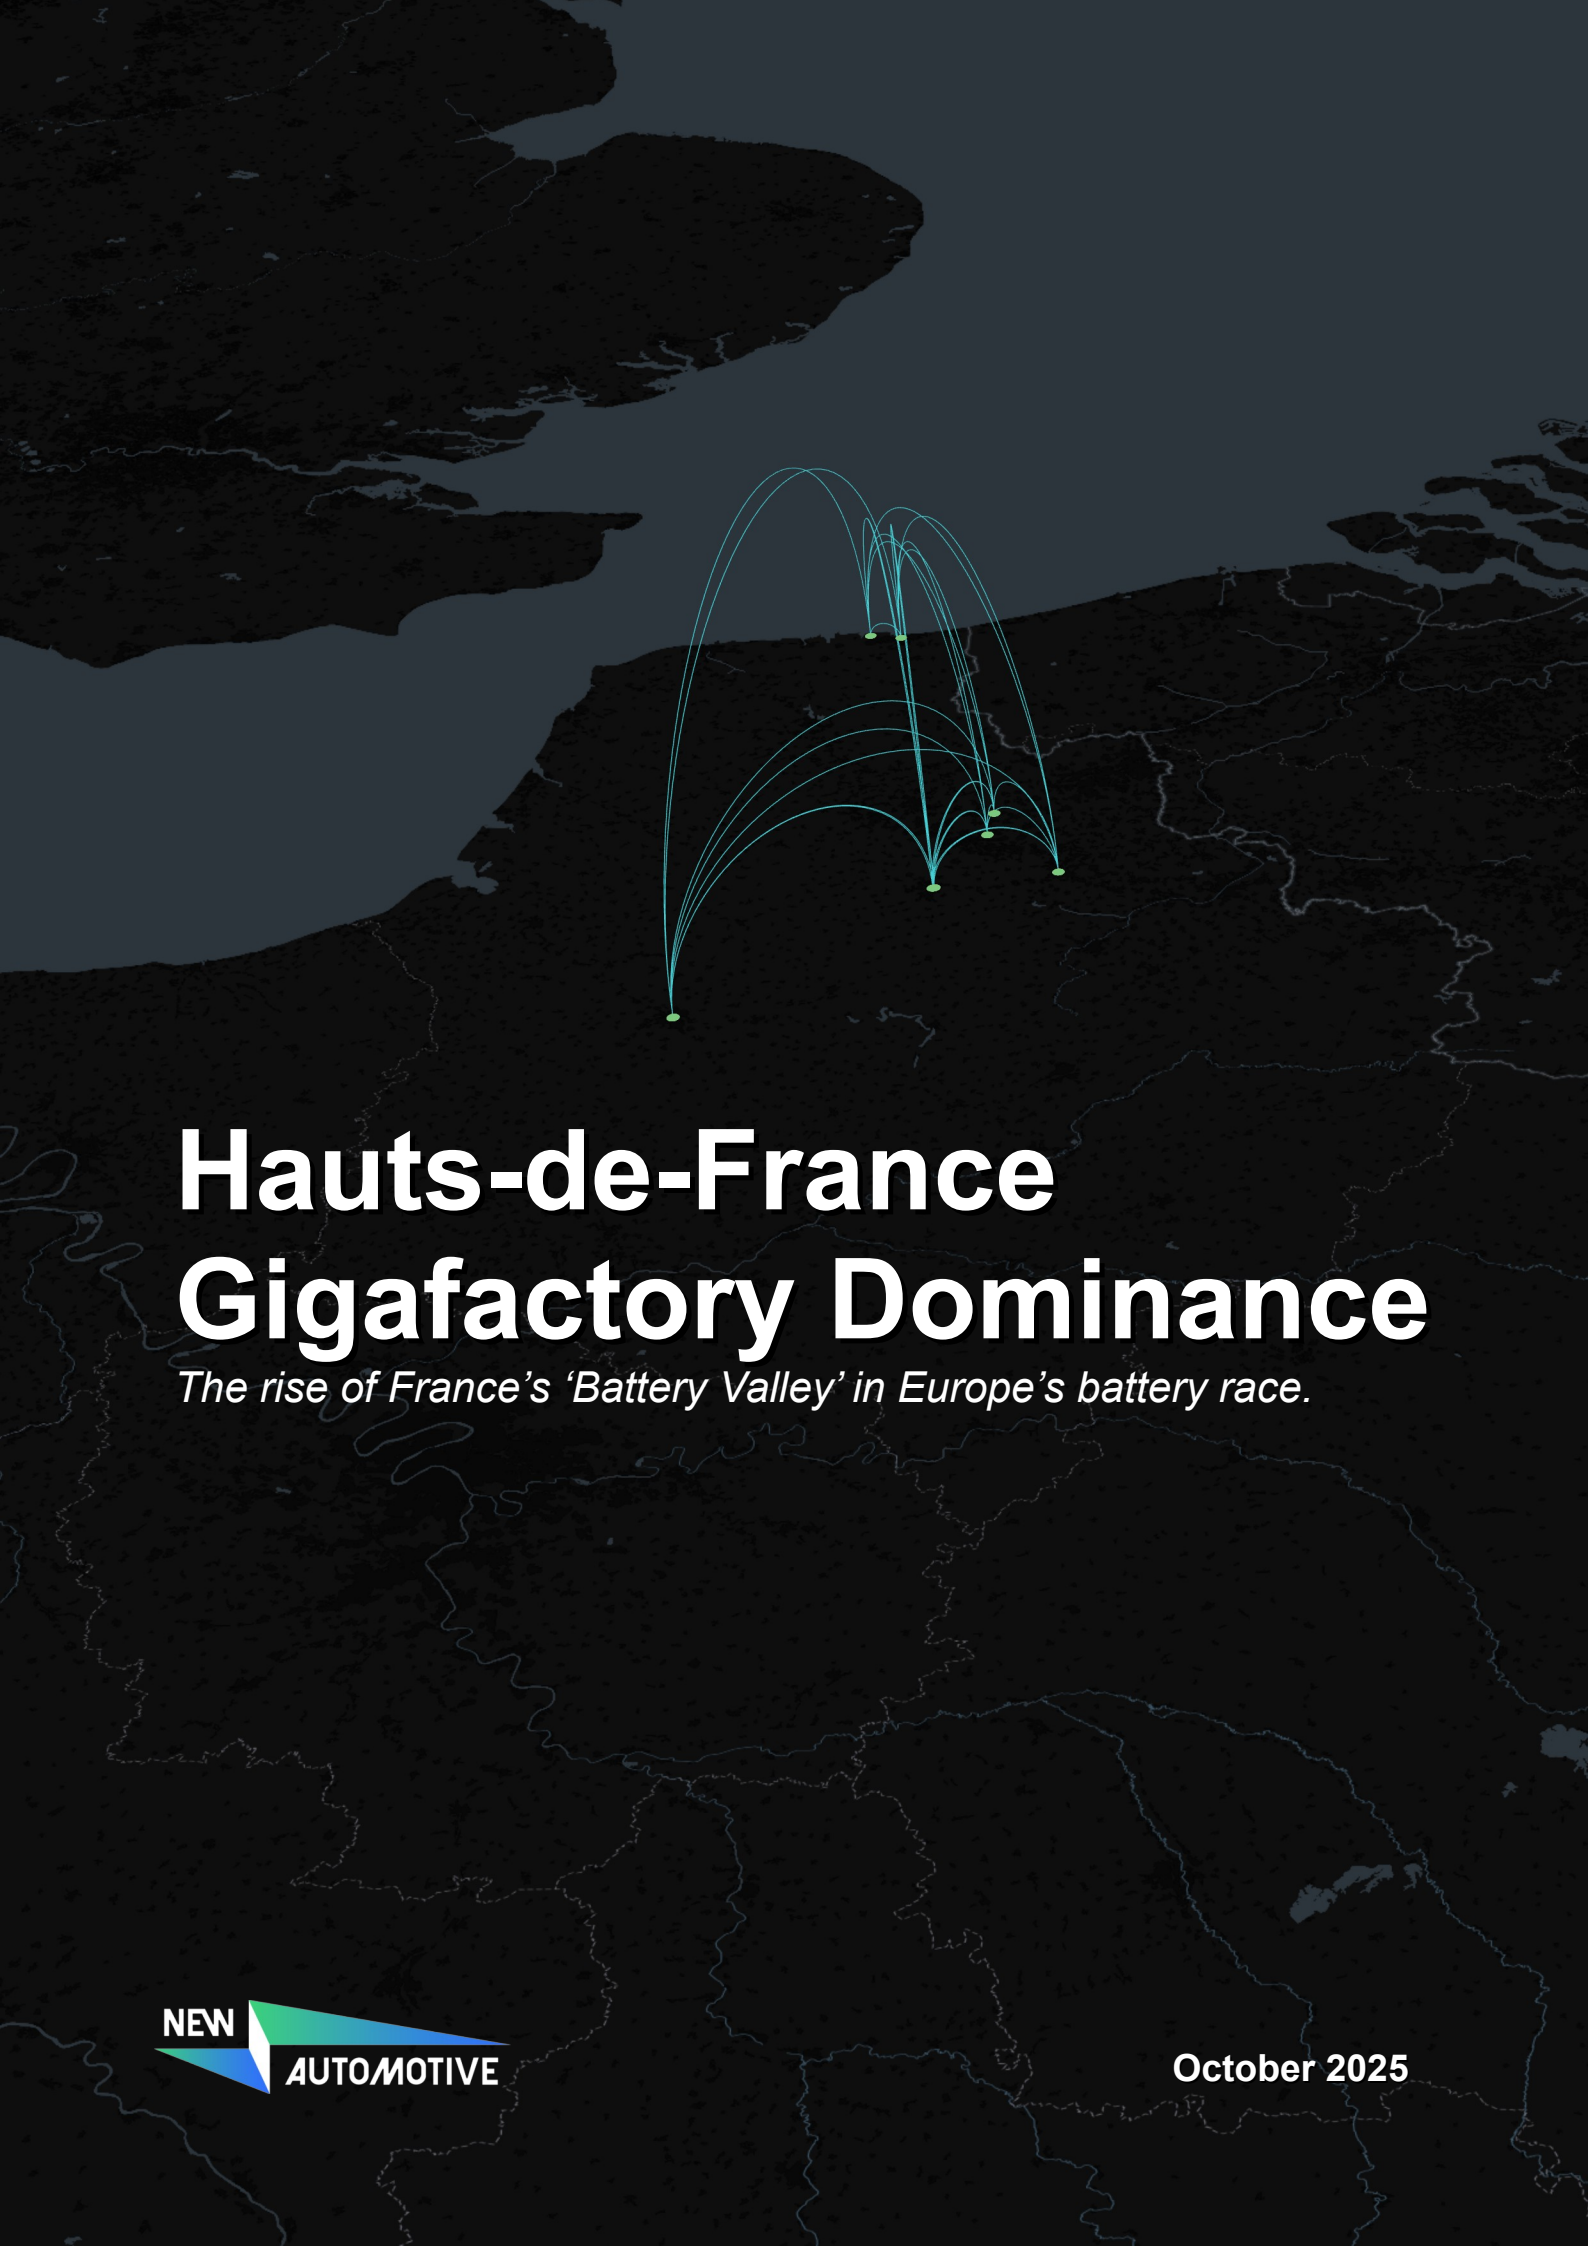 Hauts-de-France
Gigafactory Dominance
The rise of France’s ‘Battery Valley’ in Europe’s battery race.
NEW
AUTOMOTIVE
October 2025